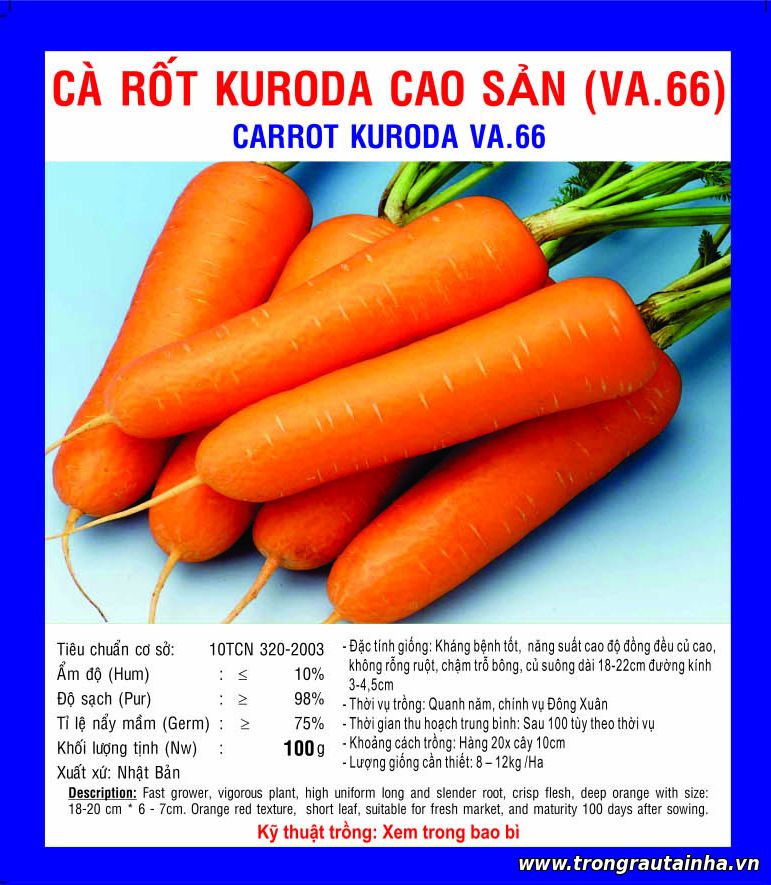 CÀ RỐT KURODA CAO SẢN (VA.66)
CARROT KURODA VA.66
Tiêu chuẩn cơ sở: 10TCN 320-2003
Ẩm độ (Hum) : ≤ 10%
Độ sạch (Pur) : ≥ 98%
Tỉ lệ nẩy mầm (Germ) : ≥ 75%
Khối lượng tịnh (Nw) : 100g
Xuất xứ: Nhật Bản
- Đặc tính giống: Kháng bệnh tốt, năng suất cao độ đồng đều củ cao,
không rỗng ruột, chậm trỗ bông, củ suông dài 18-22cm đường kính
3-4,5cm
- Thời vụ trồng: Quanh năm, chính vụ Đông Xuân
- Thời gian thu hoạch trung bình: Sau 100 tùy theo thời vụ
- Khoảng cách trồng: Hàng 20x cây 10cm
- Lượng giống cần thiết: 8 – 12kg /Ha
Description: Fast grower, vigorous plant, high uniform long and slender root, crisp flesh, deep orange with size:
18-20 cm * 6 - 7cm. Orange red texture, short leaf, suitable for fresh market, and maturity 100 days after sowing.
Kỹ thuật trồng: Xem trong bao bì
www.trongrautainha.vn